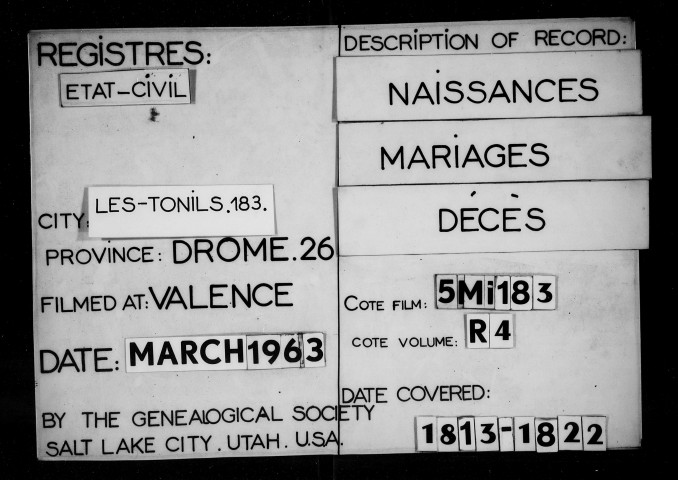 REGISTRES:
ETAT-CIVIL
CITY: LES-TONILS.183.
PROVINCE: DROME.26
FILMED AT: VALENCE
DATE: MARCH 1963
BY THE GENEALOGICAL SOCIETY
SALT LAKE CITY. UTAH. U.S.A.
DESCRIPTION OF RECORD:
NAISSANCES
MARIAGES
DÉCÈS
COTE FILM: 5Mi183
COTE VOLUME: R4
DATE COVERED:
1813-1822